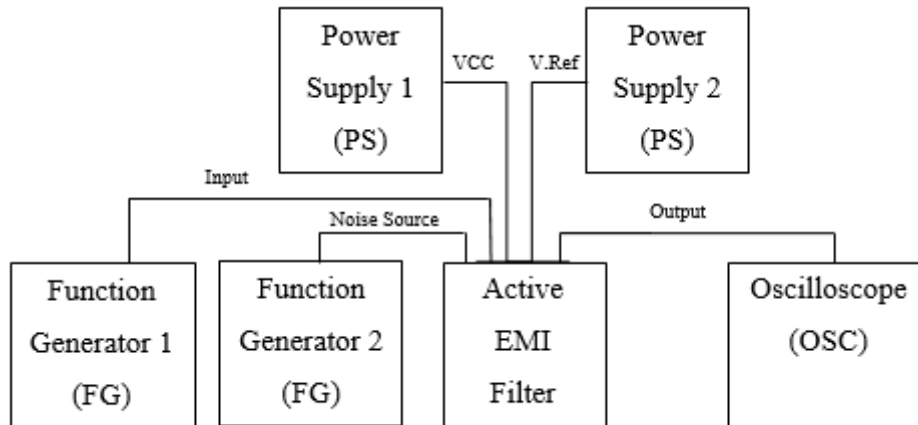 Power
Supply 1
(PS)
VCC
V.Ref
Power
Supply 2
(PS)
Input
Noise Source
Output
Function
Generator 1
(FG)
Function
Generator 2
(FG)
Active
EMI
Filter
Oscilloscope
(OSC)